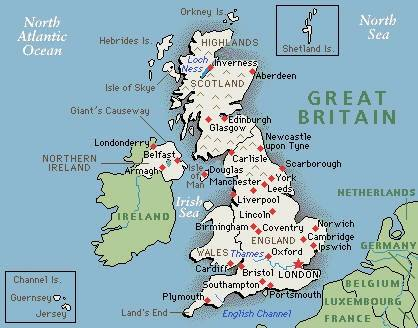 Orkney Is.
North
Atlantic
Ocean
North
Sea
Hebrides Is.
HIGHLANDS
Shetland Is.
Loch
Ness
Inverness
Aberdeen
Isle of Skye
SCOTLAND
GREAT
BRITAIN
Giant's Causeway
Edinburgh
Glasgow
Londonderry
Newcastle
upon Tyne
Belfast
Carlisle
NORTHERN
IRELAND
Armagh
Isle
of
Man
Douglas
Scarborough
York
Manchester
Leeds
NETHERLANDS
Irish
Sea
Liverpool
IRELAND
Lincoln
Birmingham
Coventry
Norwich
Cambridge
ENGLAND
Ipswich
GERMANY
WALES
Thames
Oxford
Cardiff
LONDON
Channel Is.
Bristol
BELGIUM
Guernsey
Southampton
Portsmouth
LUXEMBOURG
Jersey
Plymouth
Land's End
English Channel
FRANCE